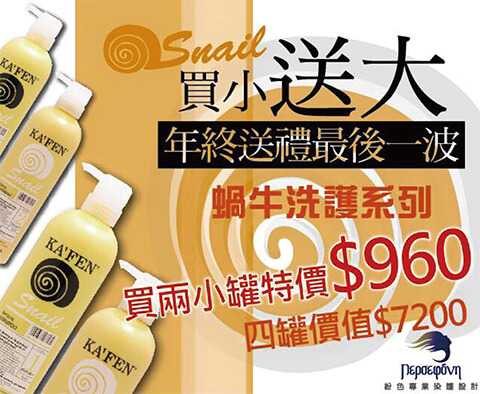 Snail
買小送大
年終送禮最後一波
蝸牛洗護系列
買兩小罐特價$960
四罐價值$7200
KA'FEN
KA'FEN
Snail
KA'FEN
Snail
KA'FEN
Περσεφόνη
粉色專業染護設計